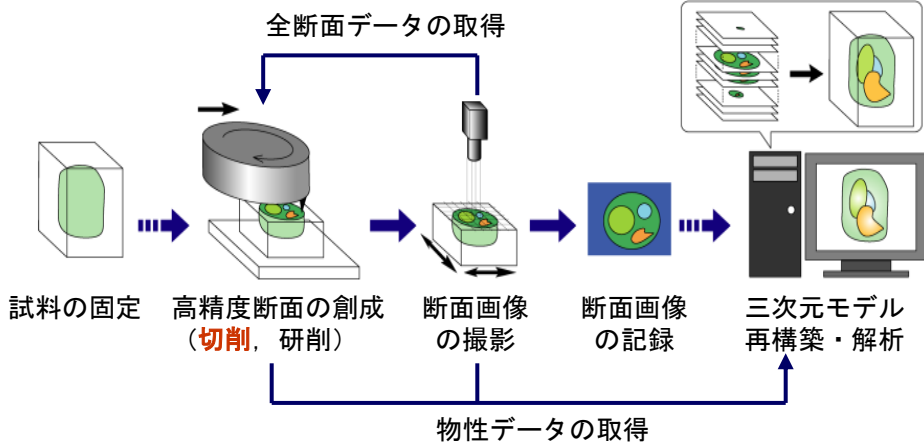 全断面データの取得
試料の固定
高精度断面の創成
（切削，研削）
断面画像
の撮影
断面画像
の記録
三次元モデル
再構築・解析
物性データの取得